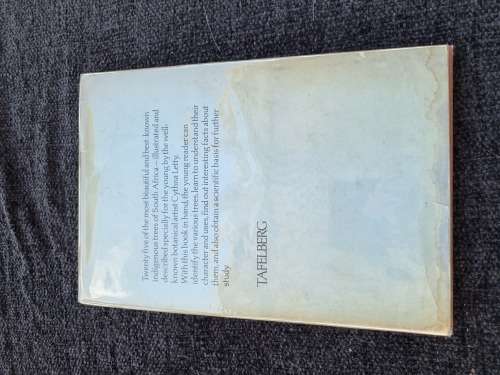 Twenty five of the most beautiful and best-known
indigenous trees of South Africa – illustrated and
described specially for the young by the well-
known botanical artist Cythna Letty.
With this book in hand, the young reader can
identify the various trees, learn to understand their
character and uses, find out interesting facts about
them and also obtain a scientific basis for further
study.
TAFELBERG